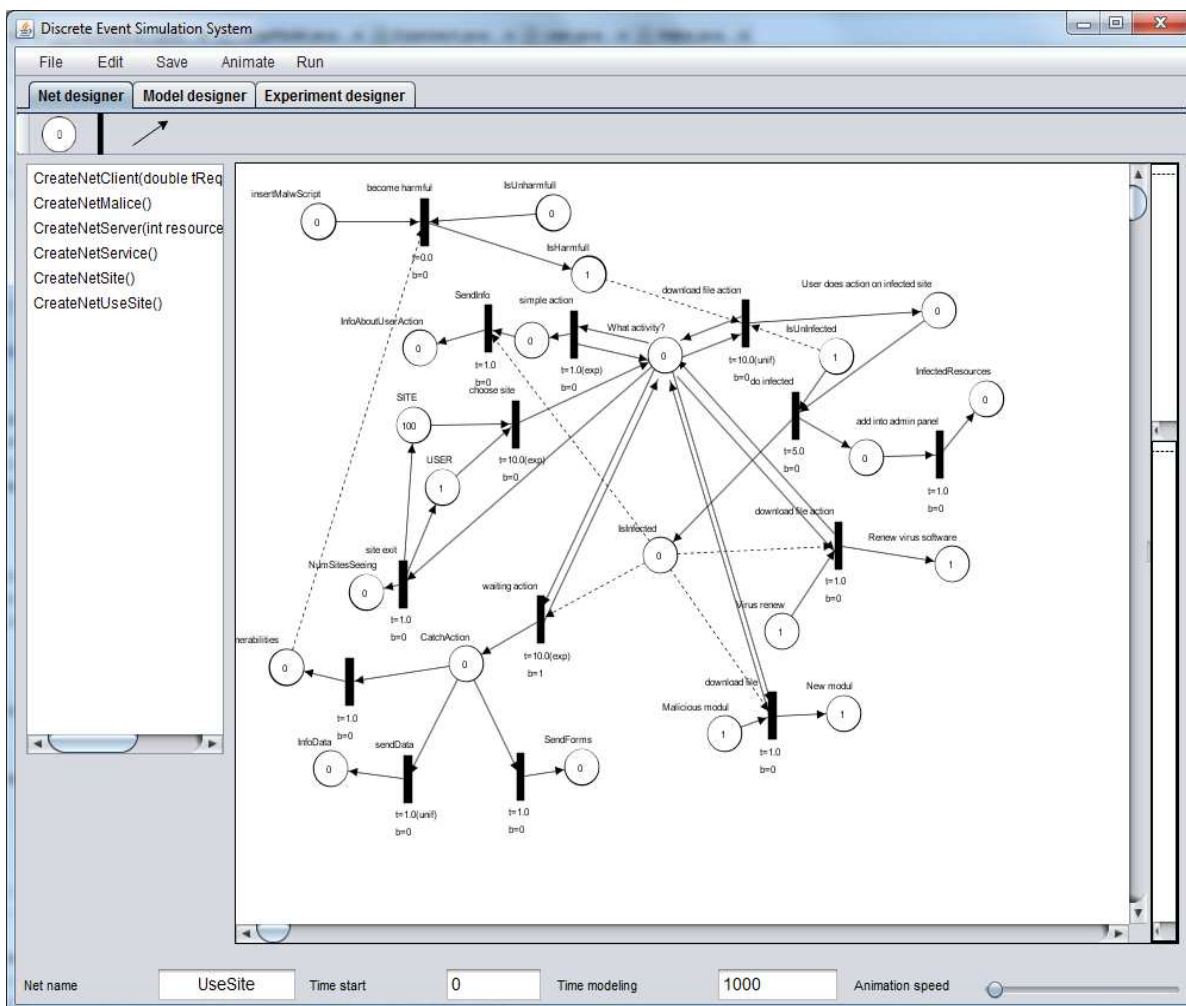 Discrete Event Simulation System
File Edit Save Animate Run
Net designer Model designer Experiment designer
0
CreateNetClient(double tReq
CreateNetMalice()
CreateNetServer(int resource
CreateNetService()
CreateNetSite()
CreateNetUseSite()
insertMalwScript
become harmful
IsUnharmfull
0
0
t=0.0
b=0
IsHarmfull
1
SendInfo
simple action
download file action
User does action on infected site
InfoAboutUserAction
What activity?
IsUnInfected
0
0
0
0
1
t=1.0
b=0
t=1.0(exp)
b=0
t=10.0(unif)
b=0
do infected
InfectedResources
0
choose site
SITE
100
t=10.0(exp)
b=0
t=5.0
b=0
add into admin panel
0
t=1.0
b=0
USER
1
download file action
IsInfected
0
t=1.0
b=0
Renew virus software
1
site exit
NumSitesSeeing
0
t=1.0
b=0
waiting action
t=10.0(exp)
b=1
Virus renew
1
nerabilities
0
CatchAction
0
t=1.0
b=0
download file
Malicious modul
1
New modul
1
t=1.0
b=0
InfoData
0
sendData
t=1.0(unif)
b=0
SendForms
0
t=1.0
b=0
Net name UseSite Time start 0 Time modeling 1000 Animation speed